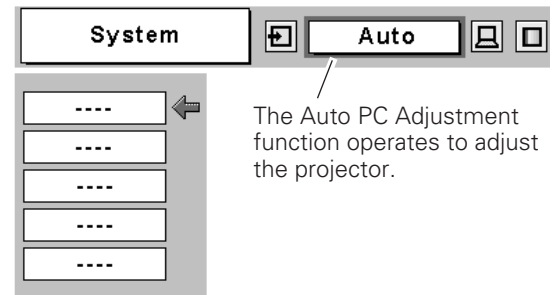 System
Auto
----
----
----
----
----
The Auto PC Adjustment
function operates to adjust
the projector.